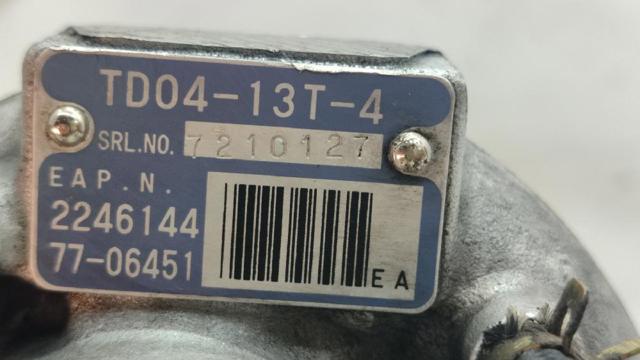 TD04-13T-4
SRL.NO. 7210127
EAP.N.
2246144
77-06451
EA